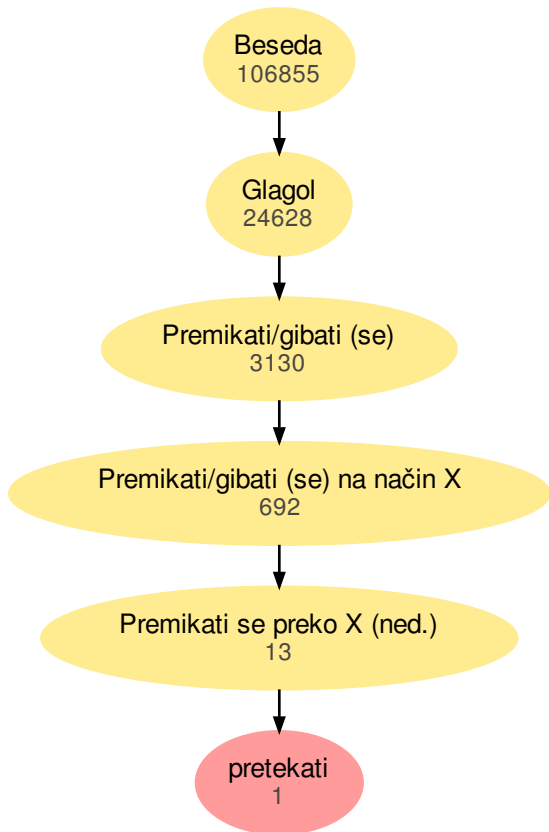 Beseda
106855
Glagol
24628
Premikati/gibati (se)
3130
Premikati/gibati (se) na način X
692
Premikati se preko X (ned.)
13
pretekati
1